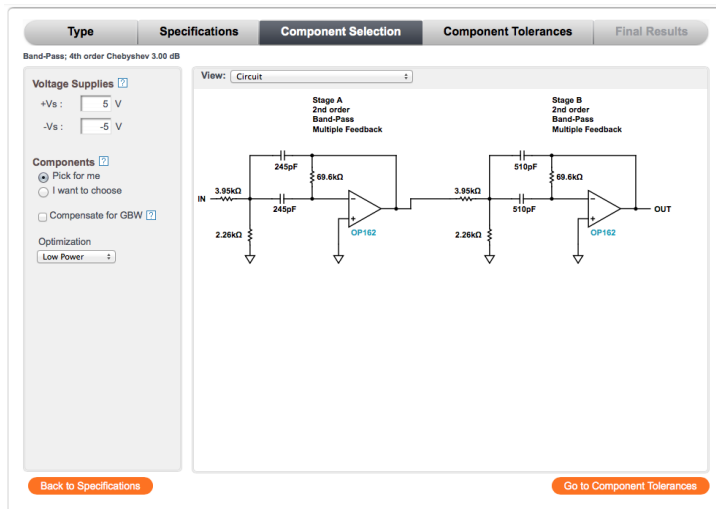 Type Specifications Component Selection Component Tolerances Final Results
Band-Pass; 4th order Chebyshev 3.00 dB
Voltage Supplies ?
+Vs : 5 V
-Vs : -5 V
Components ?
Pick for me
I want to choose
Compensate for GBW ?
Optimization
Low Power
View: Circuit
Stage A
2nd order
Band-Pass
Multiple Feedback
Stage B
2nd order
Band-Pass
Multiple Feedback
245pF
69.6kΩ
IN
3.95kΩ
245pF
2.26kΩ
-
+
OP162
510pF
69.6kΩ
3.95kΩ
510pF
2.26kΩ
-
+
OP162
OUT
Back to Specifications
Go to Component Tolerances